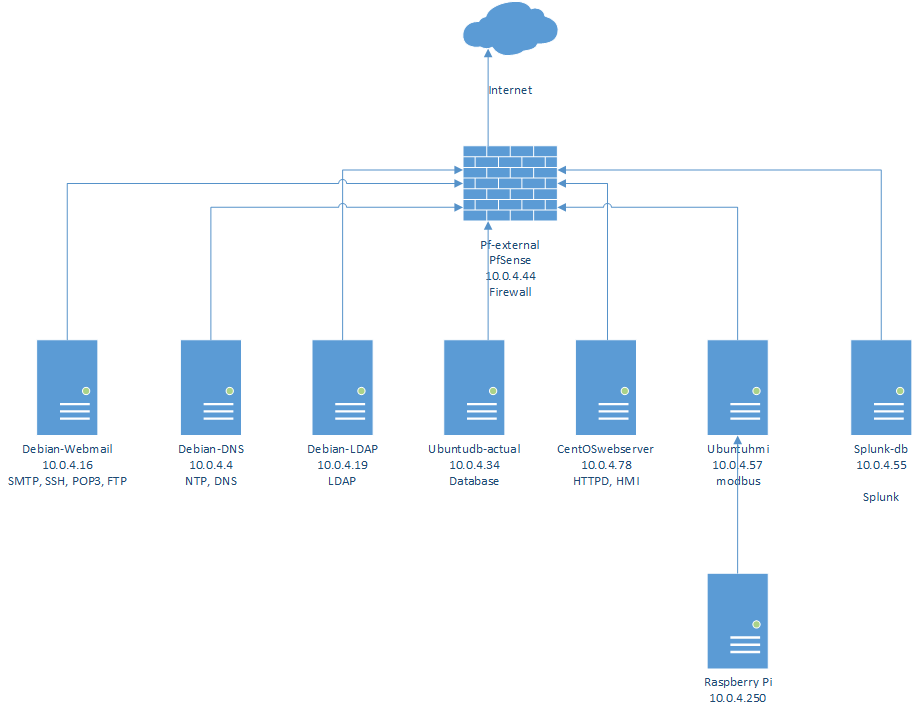 Internet
Pf-external
PfSense
10.0.4.44
Firewall
Debian-Webmail
10.0.4.16
SMTP, SSH, POP3, FTP
Debian-DNS
10.0.4.4
NTP, DNS
Debian-LDAP
10.0.4.19
LDAP
Ubuntudb-actual
10.0.4.34
Database
CentOSwebserver
10.0.4.78
HTTPD, HMI
Ubuntuhmi
10.0.4.57
modbus
Splunk-db
10.0.4.55
Splunk
Raspberry Pi
10.0.4.250